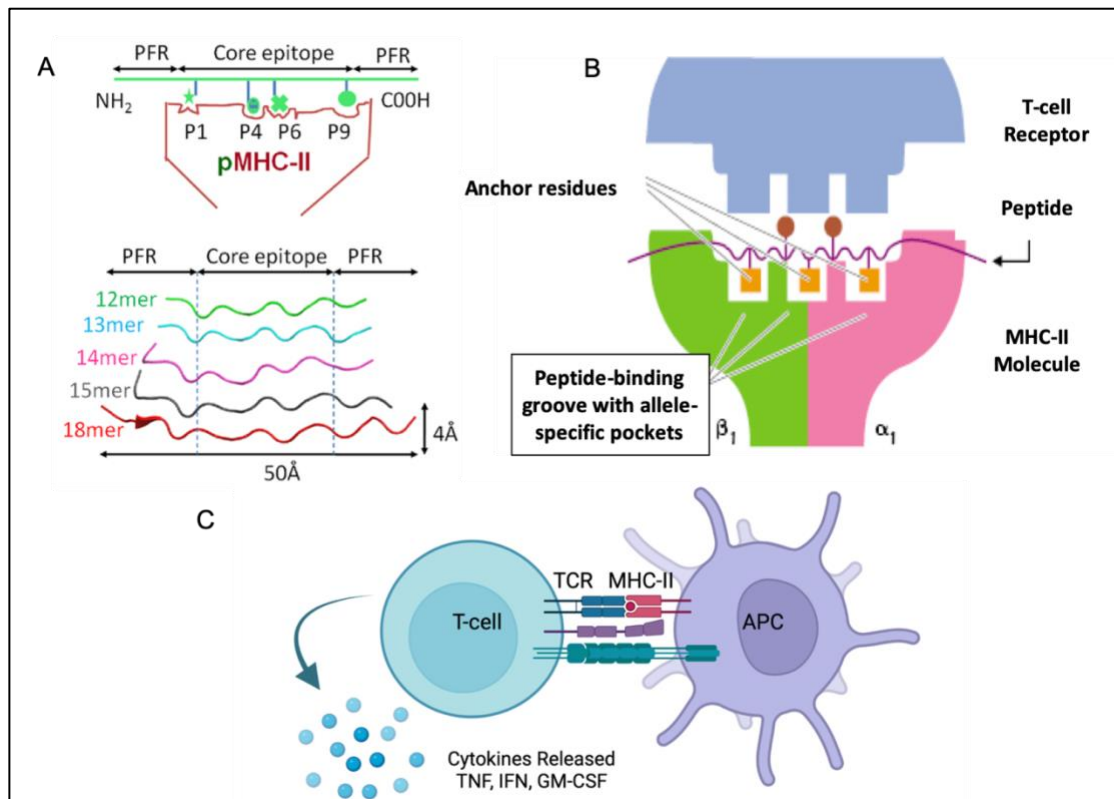 A
PFR Core epitope PFR
NH2 COOH
P1 P4 P6 P9
pMHC-II
PFR Core epitope PFR
12mer
13mer
14mer
15mer
18mer
4Å
50Å
B
T-cell
Receptor
Anchor residues
Peptide
MHC-II
Molecule
Peptide-binding
groove with allele-
specific pockets
β1 α1
C
TCR MHC-II
T-cell APC
Cytokines Released
TNF, IFN, GM-CSF